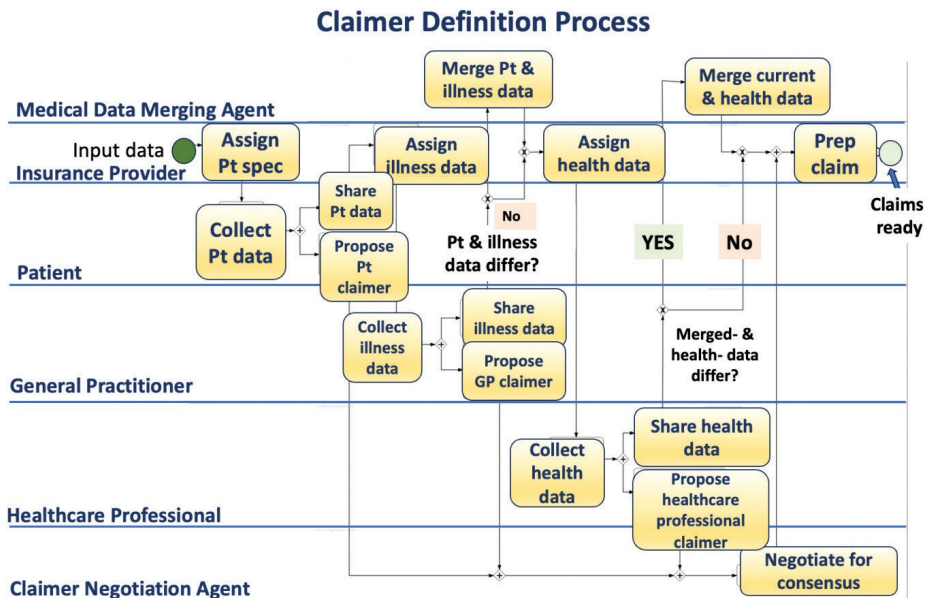 Claimer Definition Process
Merge Pt &
illness data
Merge current
& health data
Medical Data Merging Agent
Input data
Assign
Pt spec
Assign
illness data
Assign
health data
Prep
claim
Insurance Provider
Claims
ready
Share
Pt data
Collect
Pt data
Propose
Pt
claimer
No
Pt & illness
data differ?
YES
No
Patient
Collect
illness
data
Share
illness data
Propose
GP claimer
Merged- &
health- data
differ?
General Practitioner
Collect
health
data
Share health
data
Propose
healthcare
professional
claimer
Healthcare Professional
Negotiate for
consensus
Claimer Negotiation Agent